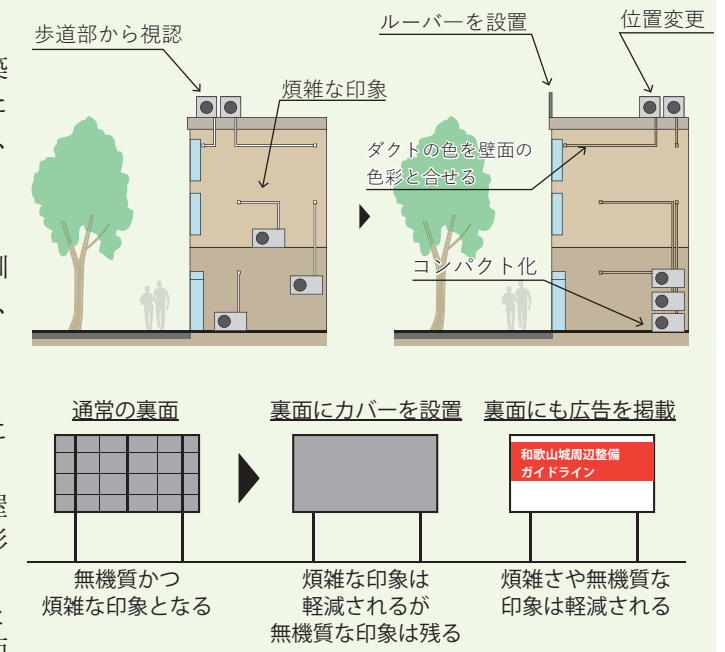 歩道部から視認
煩雑な印象
ルーバーを設置
位置変更
ダクトの色を壁面の
色彩と合せる
コンパクト化
通常の裏面
裏面にカバーを設置
裏面にも広告を掲載
和歌山城周辺整備
ガイドライン
無機質かつ
煩雑な印象となる
煩雑な印象は
軽減されるが
無機質な印象は残る
煩雑さや無機質な
印象は軽減される